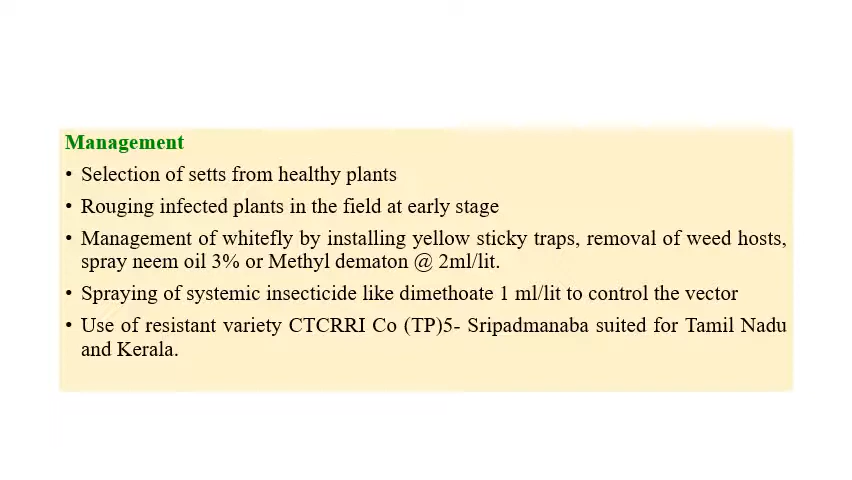 Management
• Selection of setts from healthy plants
• Rouging infected plants in the field at early stage
• Management of whitefly by installing yellow sticky traps, removal of weed hosts,
spray neem oil 3% or Methyl dematon @ 2ml/lit.
• Spraying of systemic insecticide like dimethoate 1 ml/lit to control the vector
• Use of resistant variety CTCRRI Co (TP)5- Sripadmanaba suited for Tamil Nadu
and Kerala.